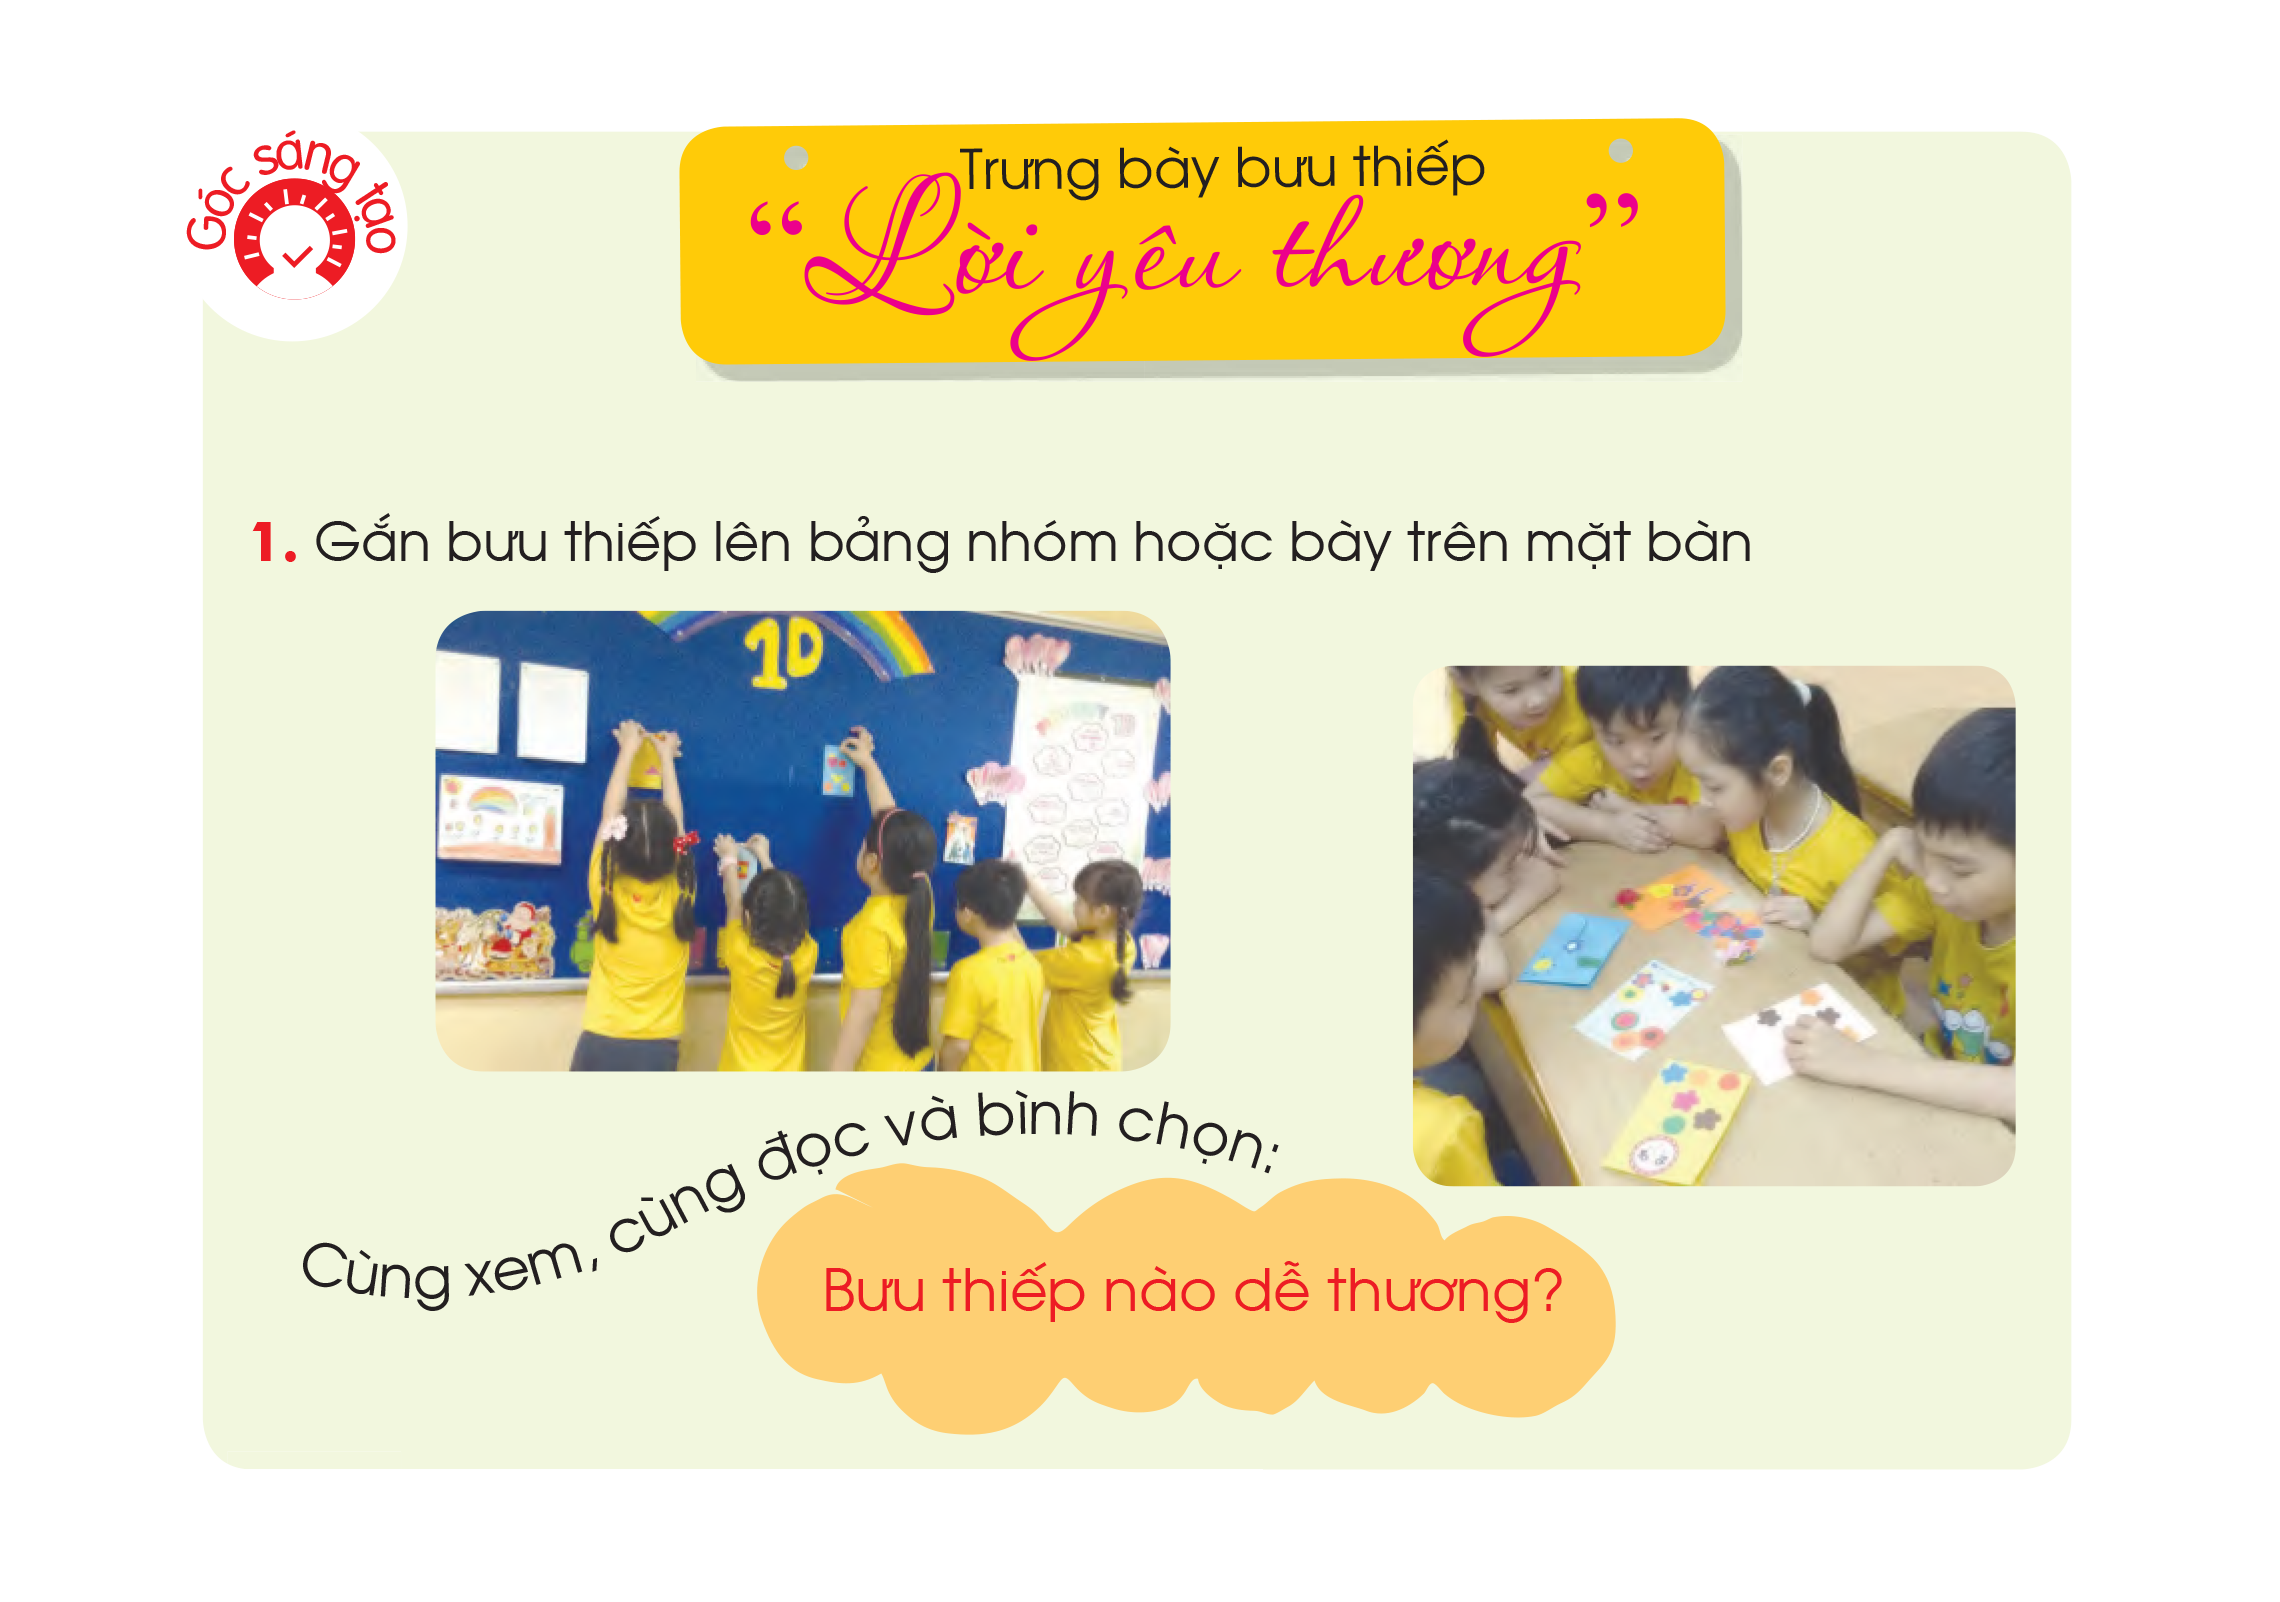 Góc sáng tạo
Trưng bày bưu thiếp
“Lời yêu thương”
1. Gắn bưu thiếp lên bảng nhóm hoặc bày trên mặt bàn
1D
Cùng xem, cùng đọc và bình chọn:
Bưu thiếp nào dễ thương?